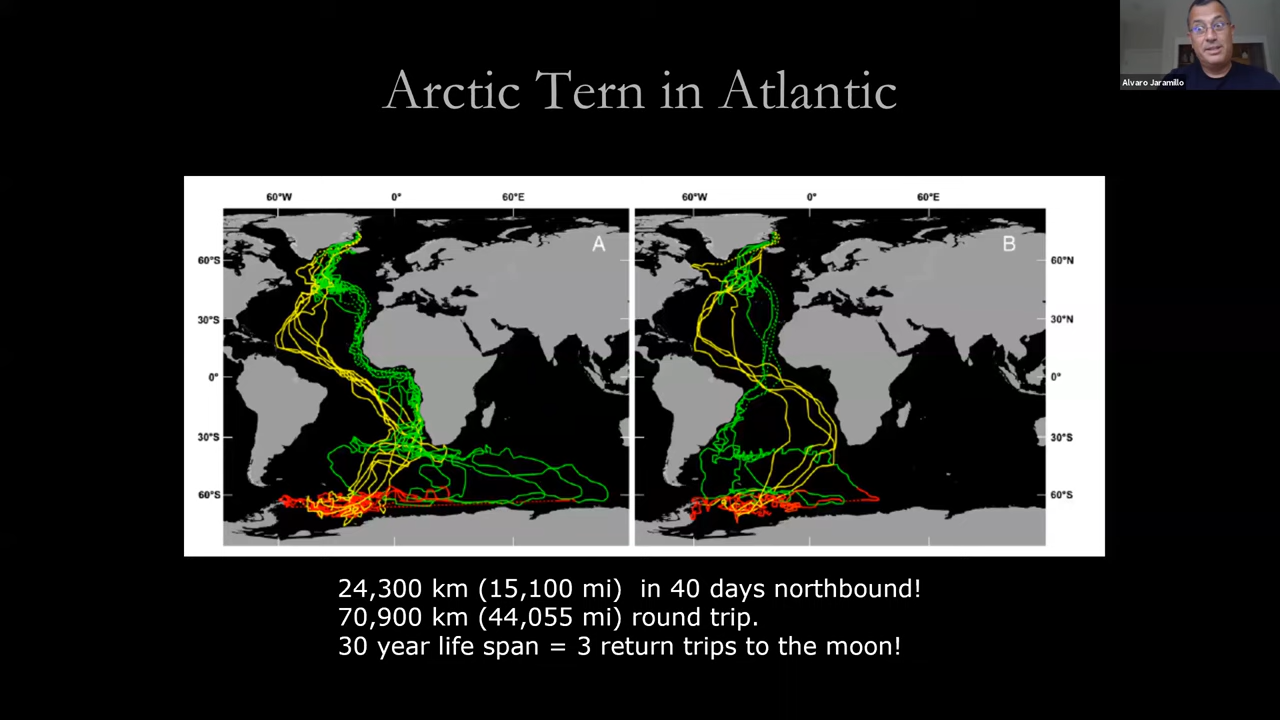 Alvaro Jaramillo
Arctic Tern in Atlantic
60°W 0° 60°E 60°W 0° 60°E
A B
60°S 60°N
30°S 30°N
0° 0°
30°S 30°S
60°S 60°S
24,300 km (15,100 mi) in 40 days northbound!
70,900 km (44,055 mi) round trip.
30 year life span = 3 return trips to the moon!